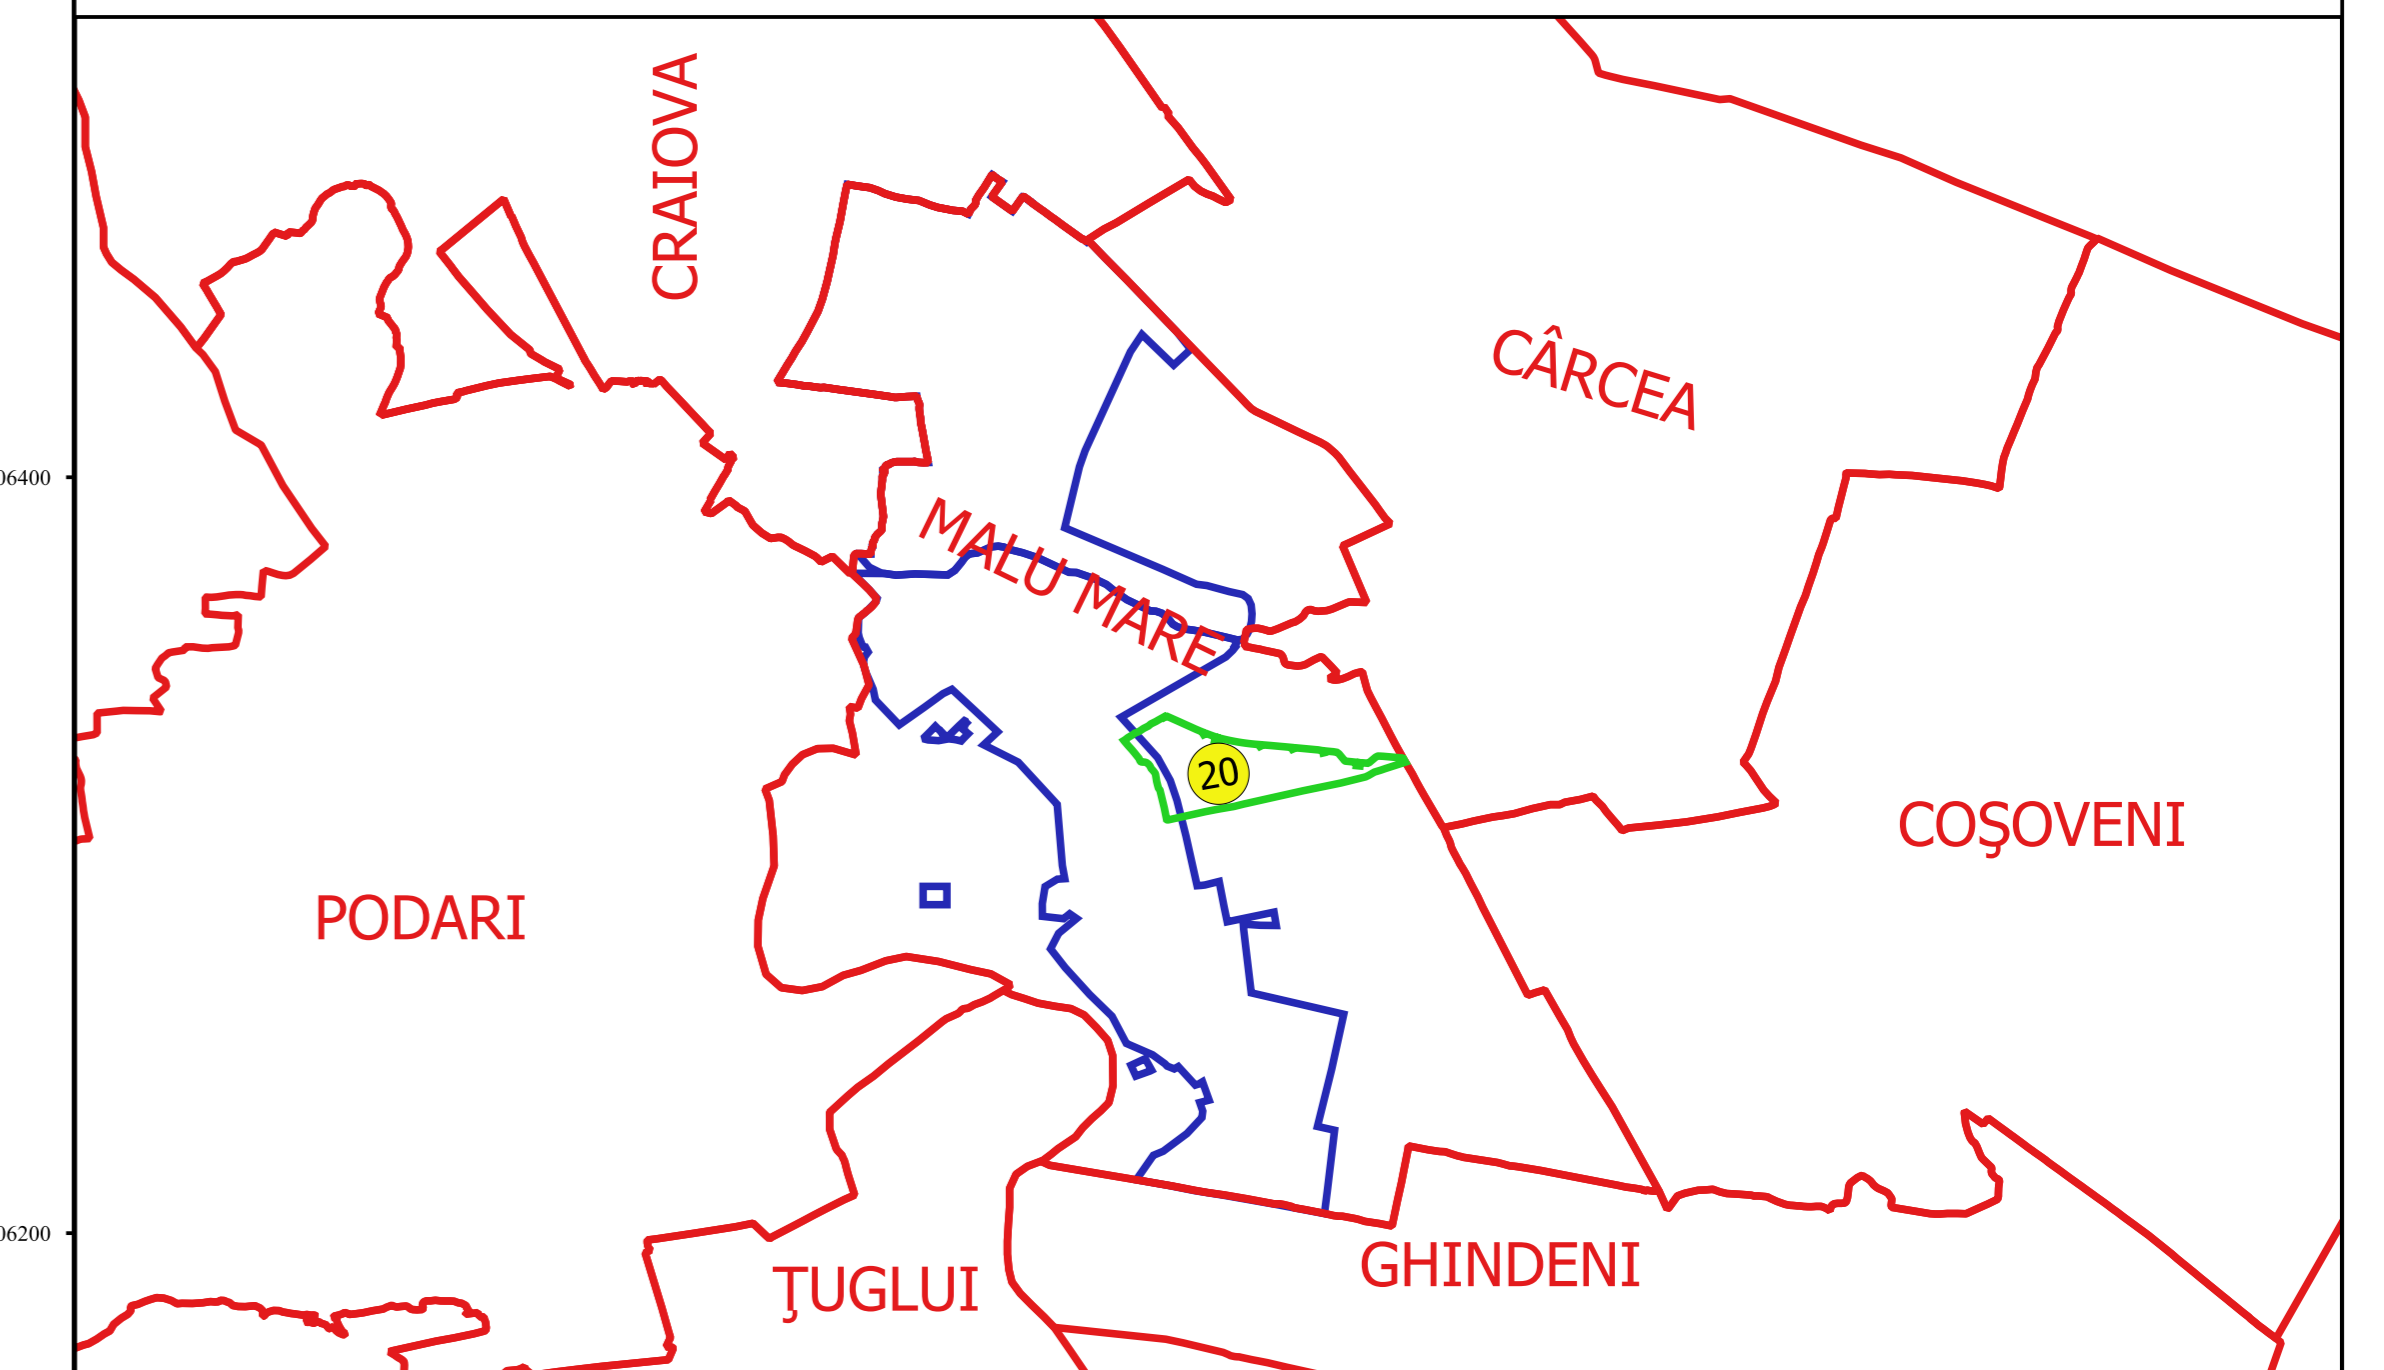 CRAIOVA
CÂRCEA
06400
MALU MARE
20
COŞOVENI
PODARI
06200
GHINDENI
ŢUGLUI